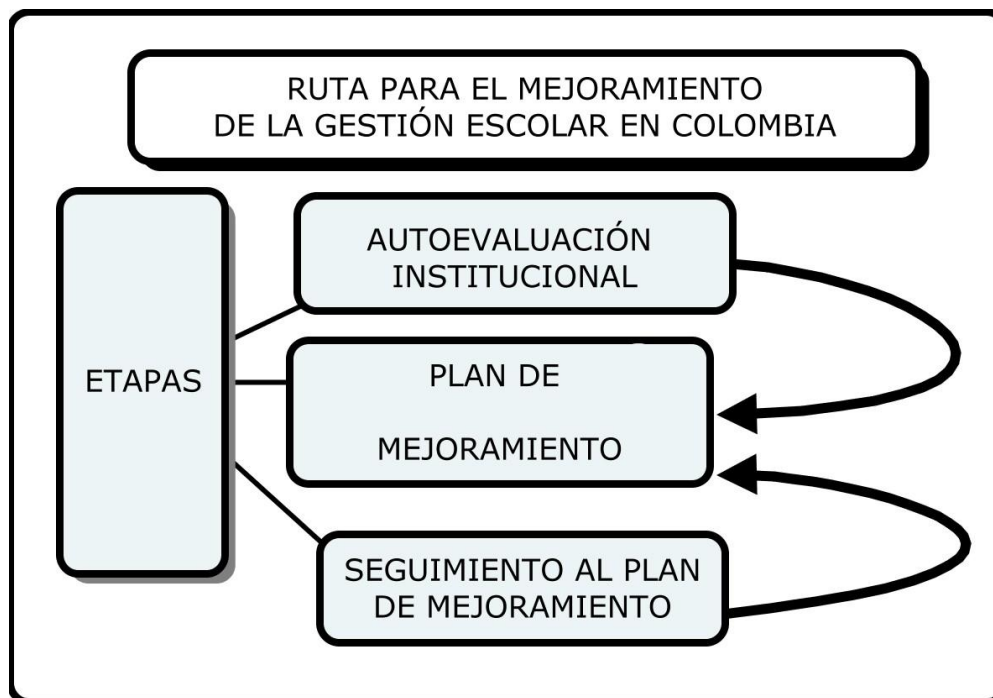 RUTA PARA EL MEJORAMIENTO
DE LA GESTIÓN ESCOLAR EN COLOMBIA
ETAPAS
AUTOEVALUACIÓN
INSTITUCIONAL
PLAN DE
MEJORAMIENTO
SEGUIMIENTO AL PLAN
DE MEJORAMIENTO